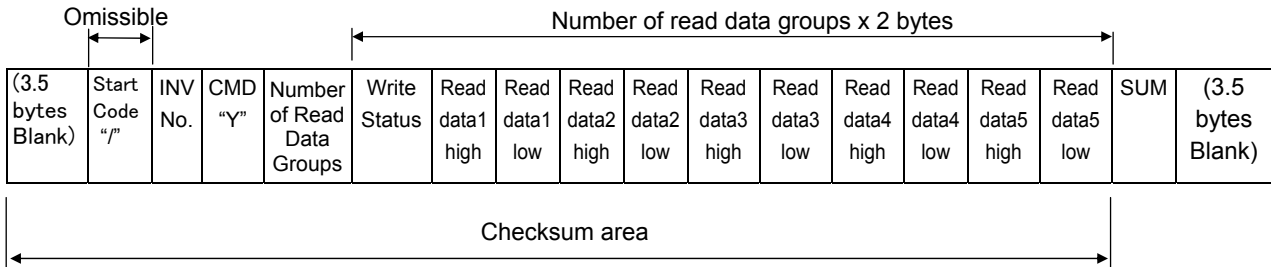 Omissible
Number of read data groups x 2 bytes
(3.5 bytes Blank)
Start Code “/”
INV No.
CMD “Y”
Number of Read Data Groups
Write Status
Read data1 high
Read data1 low
Read data2 high
Read data2 low
Read data3 high
Read data3 low
Read data4 high
Read data4 low
Read data5 high
Read data5 low
SUM
(3.5 bytes Blank)
Checksum area